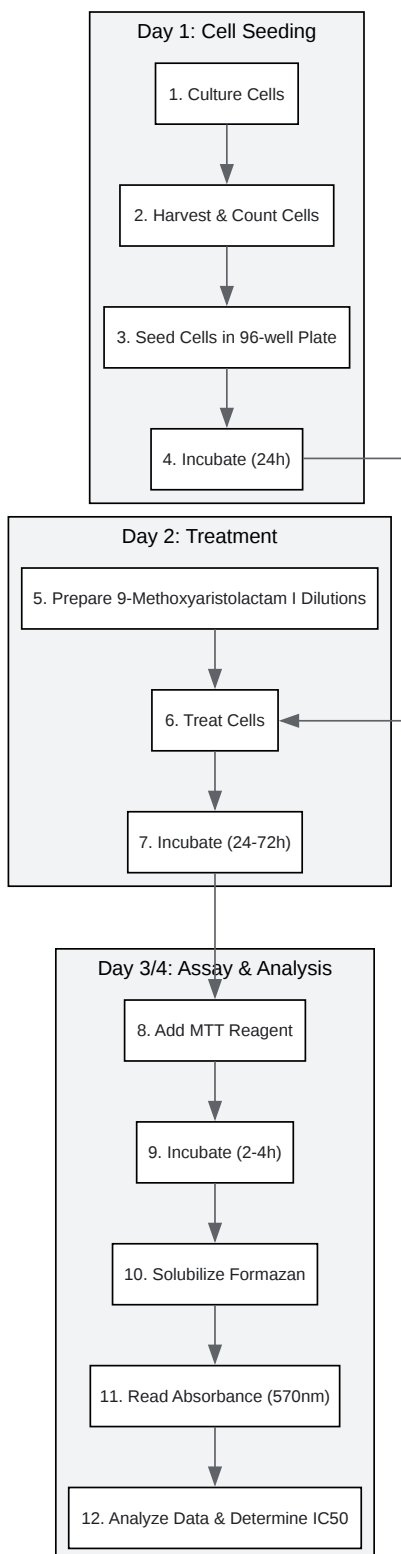 Day 1: Cell Seeding
1. Culture Cells
2. Harvest & Count Cells
3. Seed Cells in 96-well Plate
4. Incubate (24h)
Day 2: Treatment
5. Prepare 9-Methoxyaristolactam I Dilutions
6. Treat Cells
7. Incubate (24-72h)
Day 3/4: Assay & Analysis
8. Add MTT Reagent
9. Incubate (2-4h)
10. Solubilize Formazan
11. Read Absorbance (570nm)
12. Analyze Data & Determine IC50